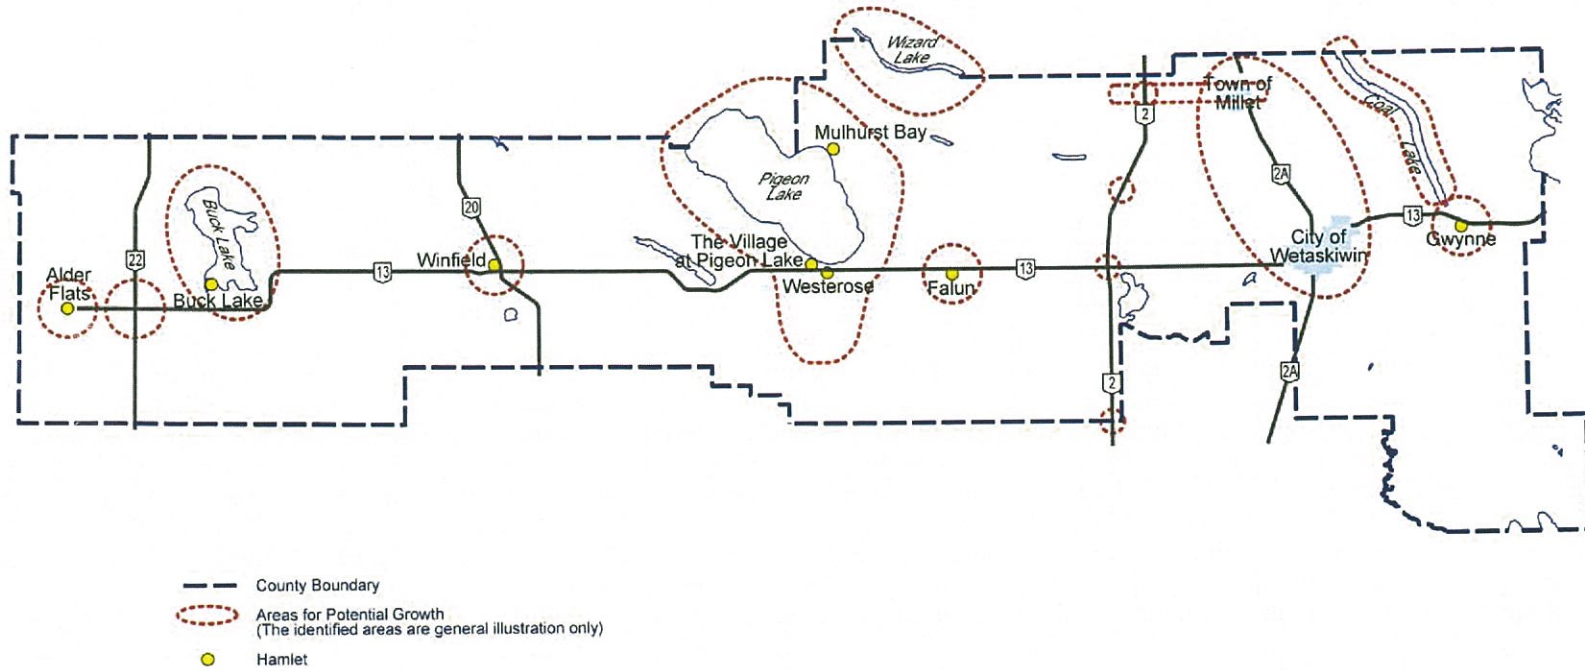 Wizard
Lake
Town of
Millet
2
Coal
Lake
Mulhurst Bay
Pigeon
Lake
2A
Buck Lake
20
13
Gwynne
City of
Wetaskiwin
The Village
at Pigeon Lake
Westerose
Winfield
22
13
13
Falun
Alder
Flats
Buck Lake
2
2A
County Boundary
Areas for Potential Growth
(The identified areas are general illustration only)
Hamlet